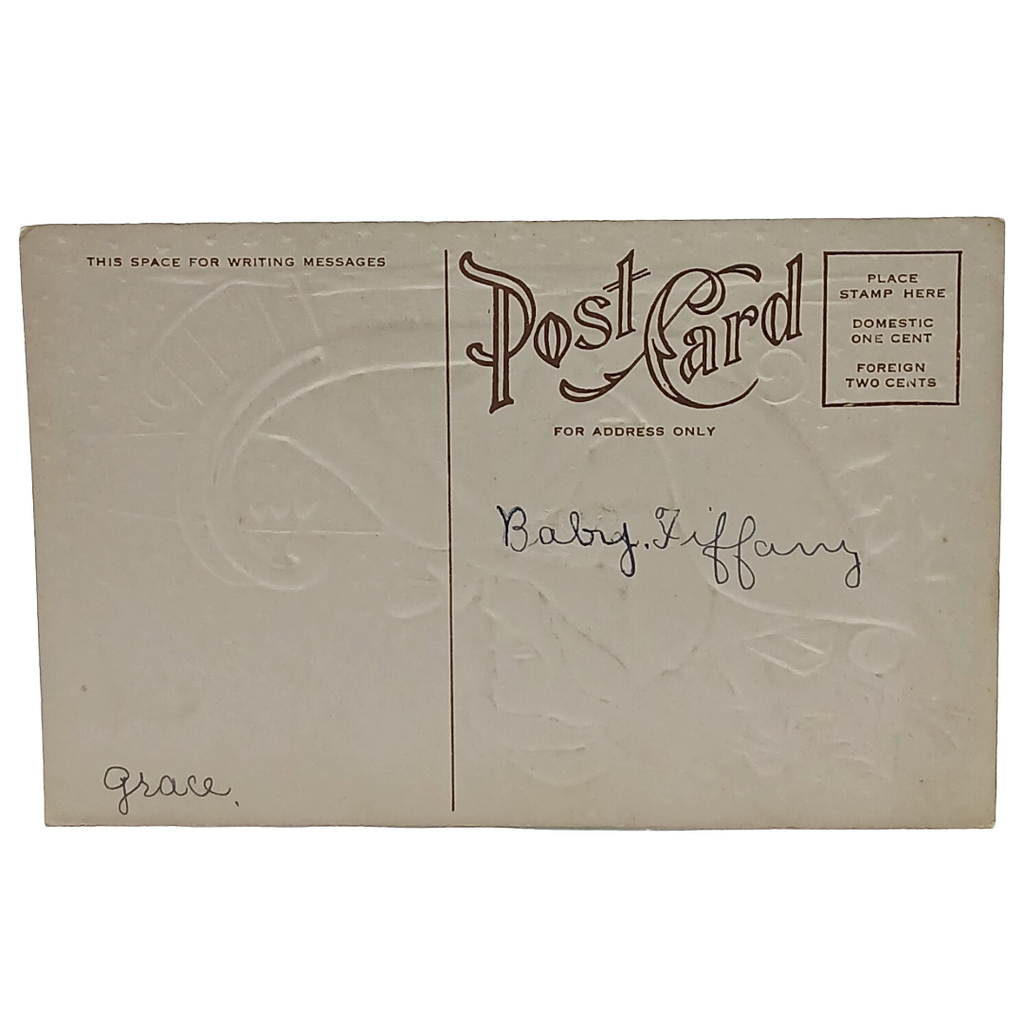 THIS SPACE FOR WRITING MESSAGES
Post Card
PLACE
STAMP HERE
DOMESTIC
ONE CENT
FOREIGN
TWO CENTS
FOR ADDRESS ONLY
Baby. Tiffany
Grace.